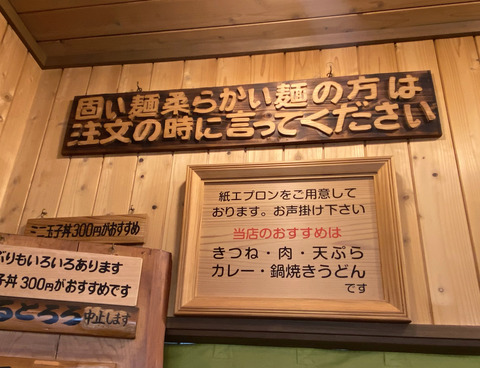 固い麺柔らかい麺の方は
注文の時に言ってください
紙エプロンをご用意して
おります。お声掛け下さい
当店のおすすめは
きつね・肉・天ぷら
カレー・鍋焼きうどん
です
ミニ玉子丼300円がおすすめ
ぶりもいろいろあります
子丼300円がおすすめです
とろろ中止します